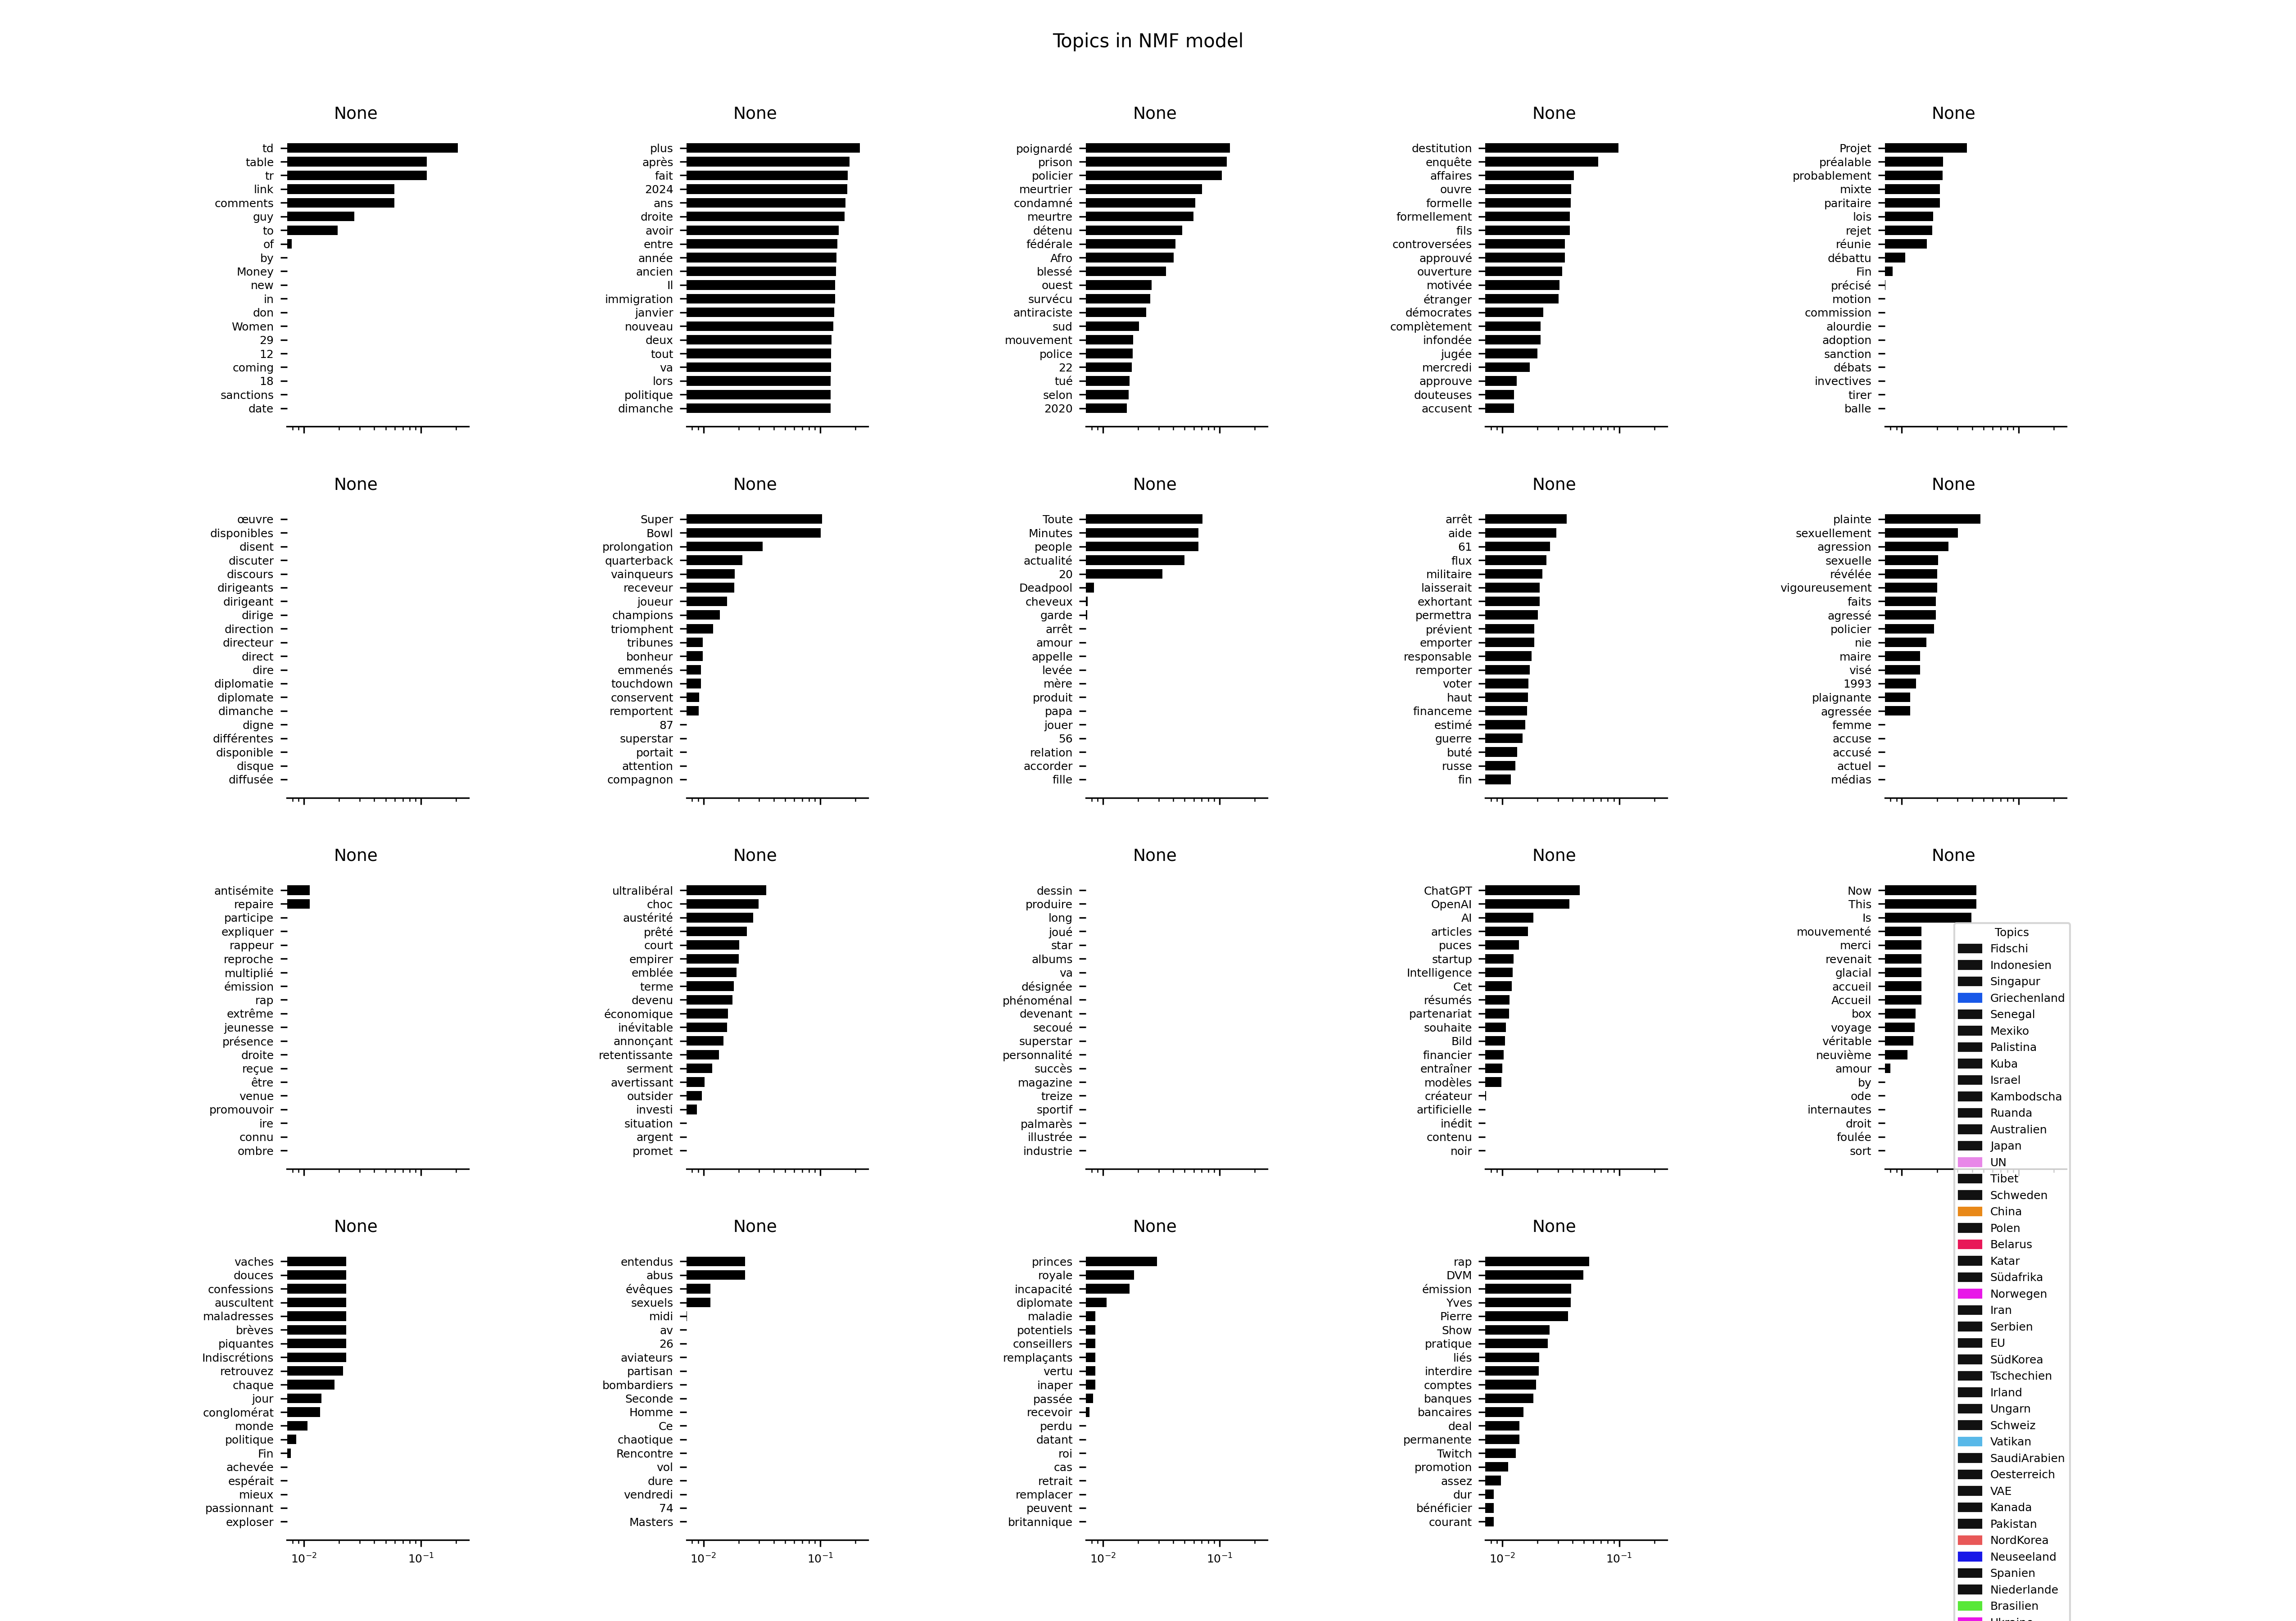 Topics in NMF model
None
td
table
tr
link
comments
guy
to
of
by
Money
new
in
don
Women
29
12
coming
18
sanctions
date
None
plus
après
fait
2024
ans
droite
avoir
entre
année
ancien
Il
immigration
janvier
nouveau
deux
tout
va
lors
politique
dimanche
None
poignardé
prison
policier
meurtrier
condamné
meurtre
détenu
fédérale
Afro
blessé
ouest
survécu
antiraciste
sud
mouvement
police
22
tué
selon
2020
None
destitution
enquête
affaires
ouvre
formelle
formellement
fils
controversées
approuvé
ouverture
motivée
étranger
démocrates
complètement
infondée
jugée
mercredi
approuve
douteuses
accusent
None
Projet
préalable
probablement
mixte
paritaire
lois
rejet
réunie
débattu
Fin
précisé
motion
commission
alourdie
adoption
sanction
débats
invectives
tirer
balle
None
œuvre
disponibles
disent
discuter
discours
dirigeants
dirigeant
dirige
direction
directeur
direct
dire
diplomatie
diplomate
dimanche
digne
différentes
disponible
disque
diffusée
None
Super
Bowl
prolongation
quarterback
vainqueurs
receveur
joueur
champions
triomphent
tribunes
bonheur
emmenés
touchdown
conservent
remportent
87
superstar
portait
attention
compagnon
None
Toute
Minutes
people
actualité
20
Deadpool
cheveux
garde
arrêt
amour
appelle
levée
mère
produit
papa
jouer
56
relation
accorder
fille
None
arrêt
aide
61
flux
militaire
laisserait
exhortant
permettra
prévient
emporter
responsable
remporter
voter
haut
financeme
estimé
guerre
buté
russe
fin
None
plainte
sexuellement
agression
sexuelle
révélée
vigoureusement
faits
agressé
policier
nie
maire
visé
1993
plaignante
agressée
femme
accuse
accusé
actuel
médias
None
antisémite
repaire
participe
expliquer
rappeur
reproche
multiplié
émission
rap
extrême
jeunesse
présence
droite
reçue
être
venue
promouvoir
ire
connu
ombre
None
ultralibéral
choc
austérité
prêté
court
empirer
emblée
terme
devenu
économique
inévitable
annonçant
retentissante
serment
avertissant
outsider
investi
situation
argent
promet
None
dessin
produire
long
joué
star
albums
va
désignée
phénoménal
devenant
secoué
superstar
personnalité
succès
magazine
treize
sportif
palmarès
illustrée
industrie
None
ChatGPT
OpenAI
AI
articles
puces
startup
Intelligence
Cet
résumés
partenariat
souhaite
Bild
financier
entraîner
modèles
créateur
artificielle
inédit
contenu
noir
None
Now
This
Is
mouvementé
merci
revenait
glacial
accueil
Accueil
box
voyage
véritable
neuvième
amour
by
ode
internautes
droit
foulée
sort
None
vaches
douces
confessions
auscultent
maladresses
brèves
piquantes
Indiscrétions
retrouvez
chaque
jour
conglomérat
monde
politique
Fin
achevée
espérait
mieux
passionnant
exploser
10⁻² 10⁻¹
None
entendus
abus
évêques
sexuels
midi
av
26
aviateurs
partisan
bombardiers
Seconde
Homme
Ce
chaotique
Rencontre
vol
dure
vendredi
74
Masters
10⁻² 10⁻¹
None
princes
royale
incapacité
diplomate
maladie
potentiels
conseillers
remplaçants
vertu
inaper
passée
recevoir
perdu
datant
roi
cas
retrait
remplacer
peuvent
britannique
10⁻² 10⁻¹
None
rap
DVM
émission
Yves
Pierre
Show
pratique
liés
interdire
comptes
banques
bancaires
deal
permanente
Twitch
promotion
assez
dur
bénéficier
courant
10⁻² 10⁻¹
Topics
Fidschi
Indonesien
Singapur
Griechenland
Senegal
Mexiko
Palistina
Kuba
Israel
Kambodscha
Ruanda
Australien
Japan
UN
Tibet
Schweden
China
Polen
Belarus
Katar
Südafrika
Norwegen
Iran
Serbien
EU
SüdKorea
Tschechien
Irland
Ungarn
Schweiz
Vatikan
SaudiArabien
Oesterreich
VAE
Kanada
Pakistan
NordKorea
Neuseeland
Spanien
Niederlande
Brasilien